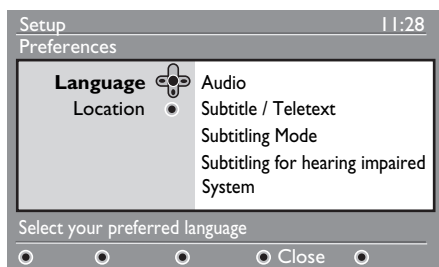 Setup 11:28
Preferences
Language Audio
Location Subtitle / Teletext
Subtitling Mode
Subtitling for hearing impaired
System
Select your preferred language
Close